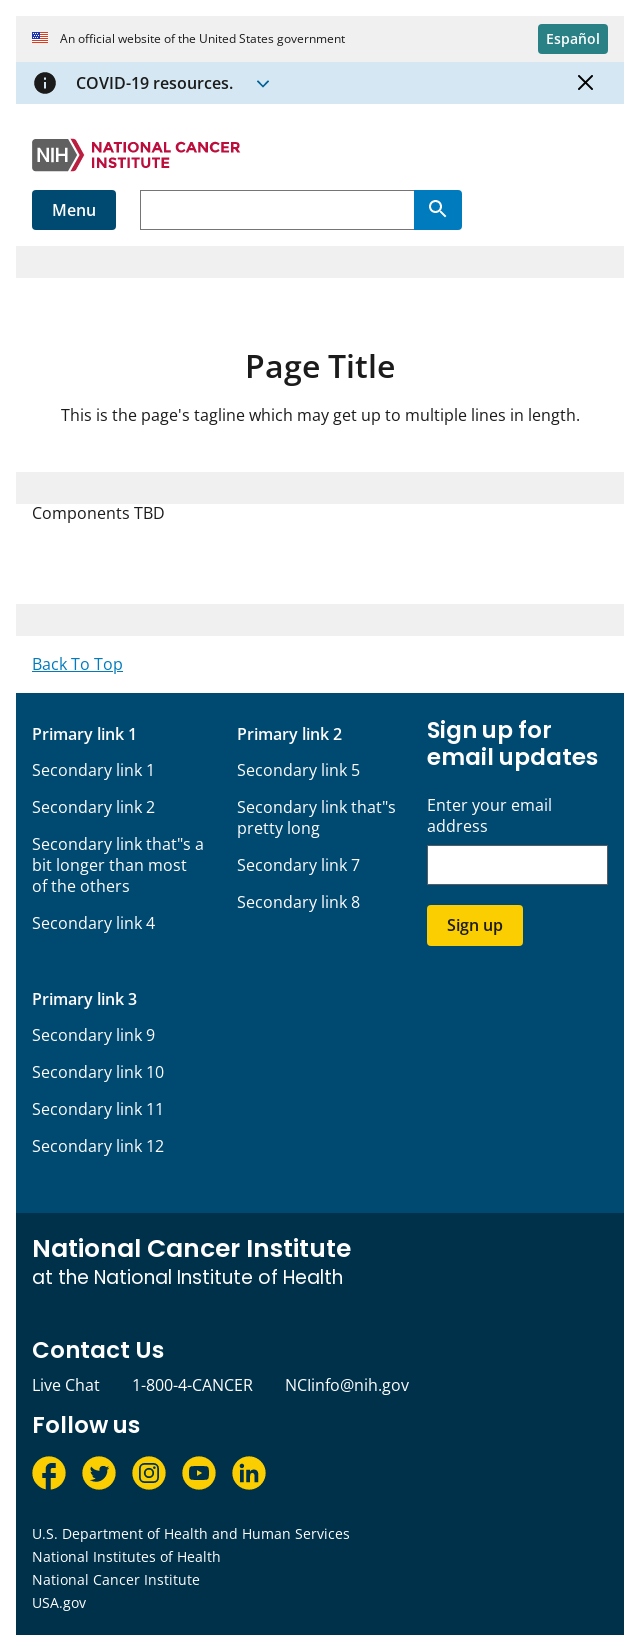 An official website of the United States government
Español
COVID-19 resources.
NIH NATIONAL CANCER
INSTITUTE
Menu
Page Title
This is the page's tagline which may get up to multiple lines in length.
Components TBD
Back To Top
Primary link 1
Secondary link 1
Secondary link 2
Secondary link that"s a
bit longer than most
of the others
Secondary link 4
Primary link 2
Secondary link 5
Secondary link that"s
pretty long
Secondary link 7
Secondary link 8
Primary link 3
Secondary link 9
Secondary link 10
Secondary link 11
Secondary link 12
Sign up for
email updates
Enter your email
address
Sign up
National Cancer Institute
at the National Institute of Health
Contact Us
Live Chat 1-800-4-CANCER NCIinfo@nih.gov
Follow us
U.S. Department of Health and Human Services
National Institutes of Health
National Cancer Institute
USA.gov